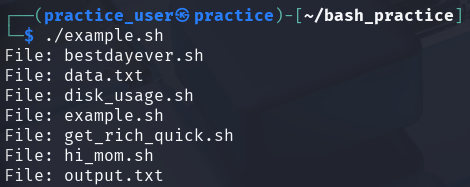 ┌──(practice_user㉿practice)-[~/bash_practice]
└─$ ./example.sh
File: bestdayever.sh
File: data.txt
File: disk_usage.sh
File: example.sh
File: get_rich_quick.sh
File: hi_mom.sh
File: output.txt